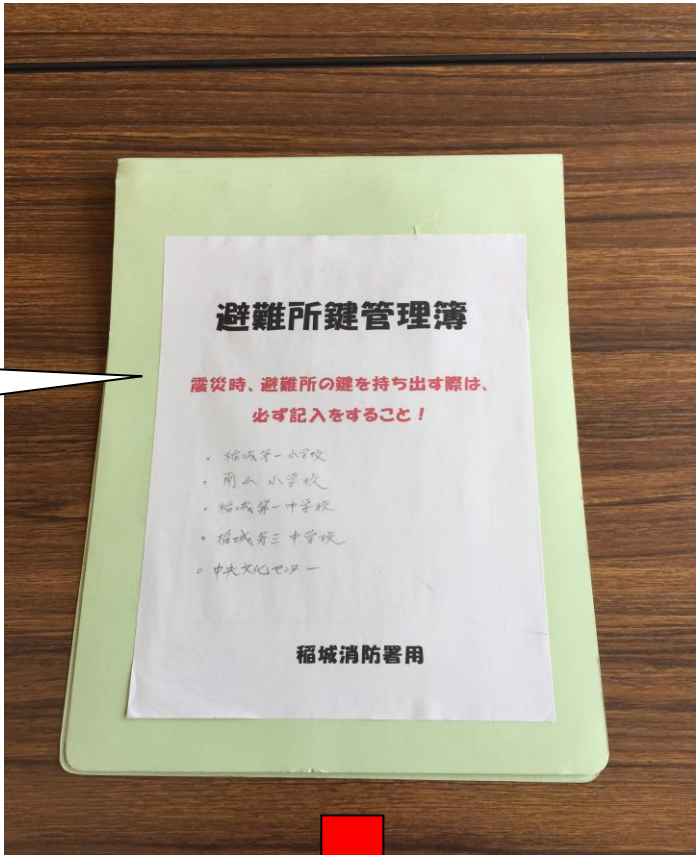 避難所鍵管理簿
震災時、避難所の鍵を持ち出す際は、
必ず記入をすること！
・稲城第一小学校
・南山小学校
・稲城第一中学校
・稲城第三中学校
・中央文化センター
稲城消防署用